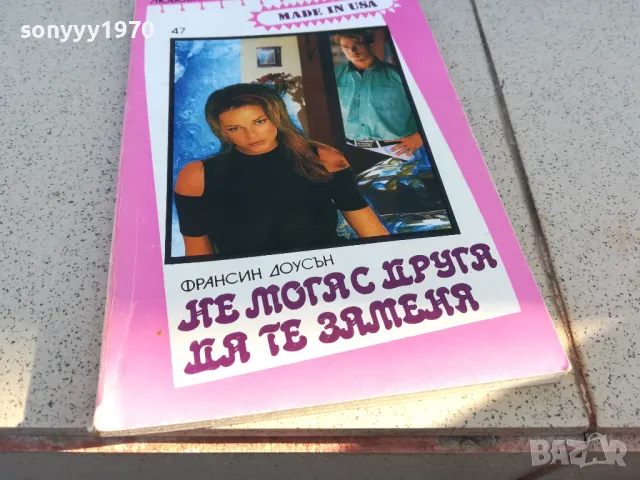 sonyyy1970
MADE IN USA
47
ФРАНСИН ДОУСЪН
НЕ МОГА С ДРУГА
ДА ТЕ ЗАМЕНЯ
BAZAR